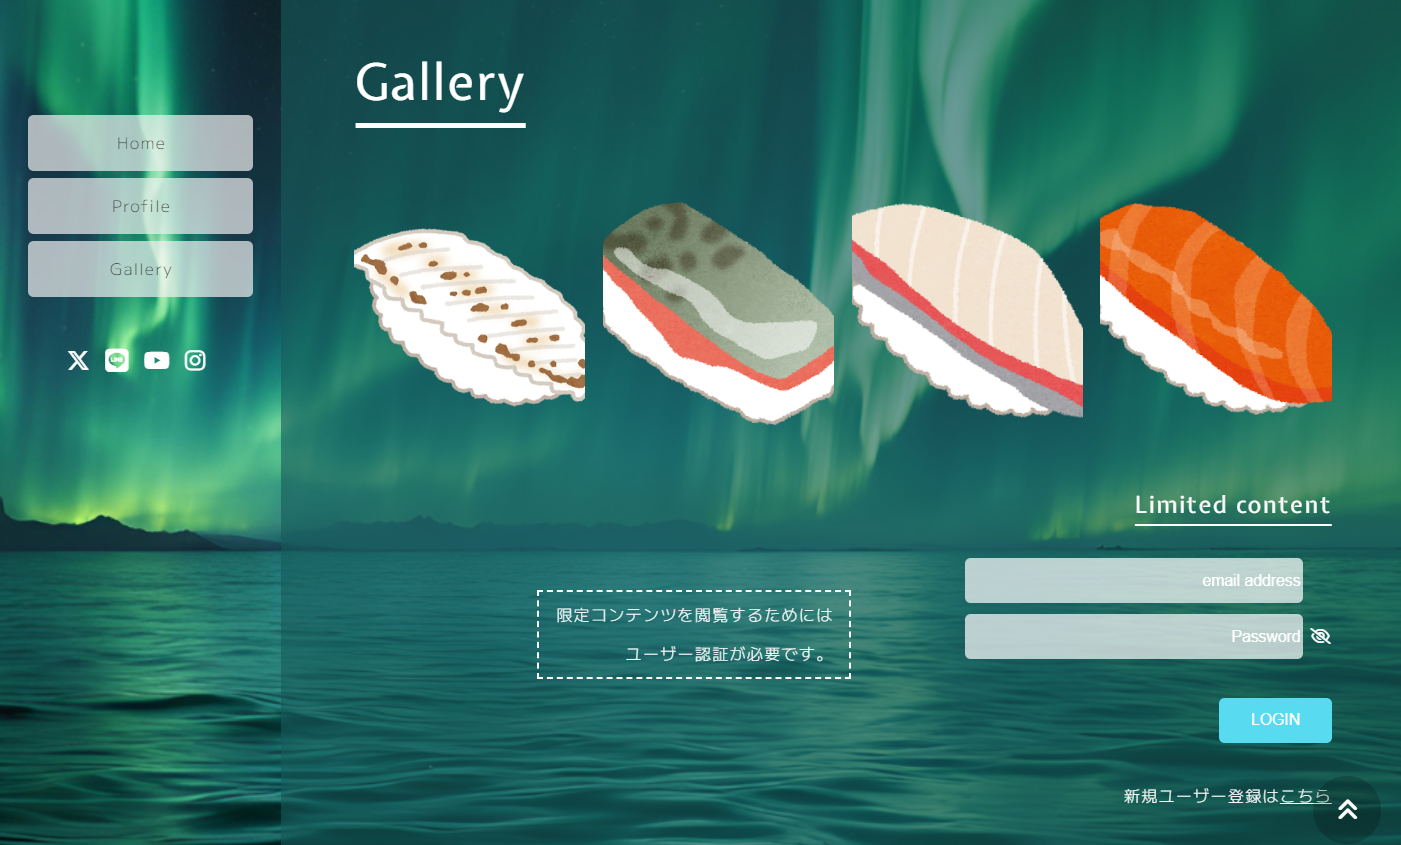 Gallery
Home
Profile
Gallery
LINE
Limited content
email address
限定コンテンツを閲覧するためには
ユーザー認証が必要です。
Password
LOGIN
新規ユーザー登録はこちら